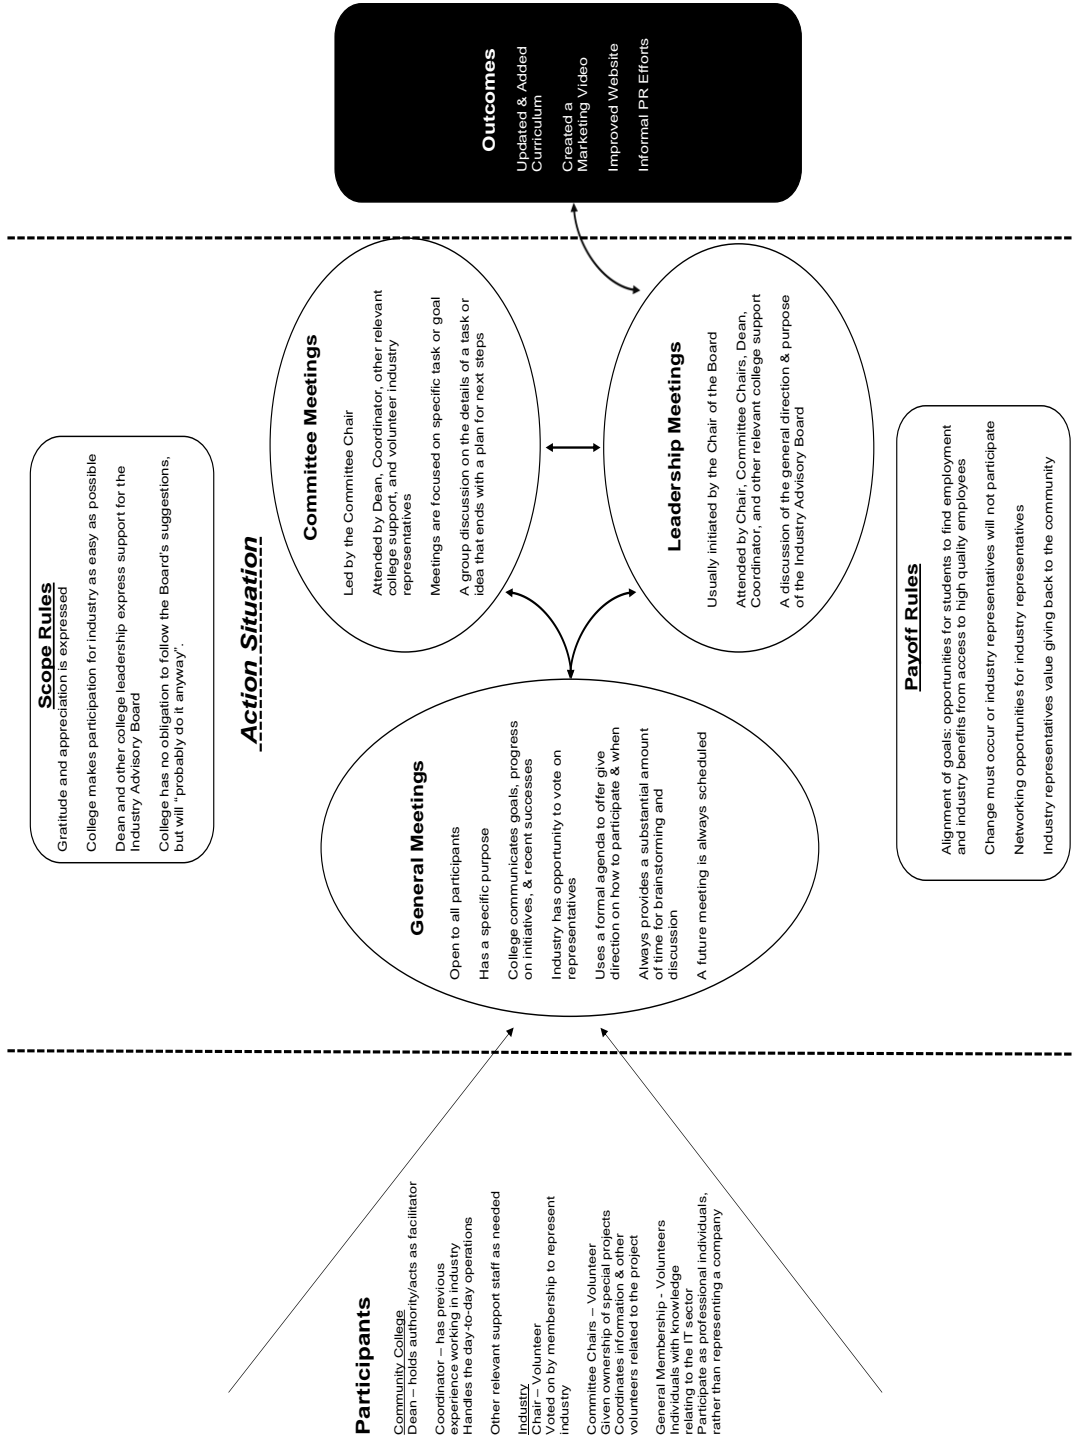 Participants
Community College
Dean – holds authority/acts as facilitator
Coordinator – has previous
experience working in industry
Handles the day-to-day operations
Other relevant support staff as needed
Industry
Chair – Volunteer
Voted on by membership to represent
industry
Committee Chairs – Volunteer
Given ownership of special projects
Coordinates information & other
volunteers related to the project
General Membership - Volunteers
Individuals with knowledge
relating to the IT sector
Participate as professional individuals,
rather than representing a company
Scope Rules
Gratitude and appreciation is expressed
College makes participation for industry as easy as possible
Dean and other college leadership express support for the
Industry Advisory Board
College has no obligation to follow the Board's suggestions,
but will “probably do it anyway”.
Action Situation
General Meetings
Open to all participants
Has a specific purpose
College communicates goals, progress
on initiatives, & recent successes
Industry has opportunity to vote on
representatives
Uses a formal agenda to offer give
direction on how to participate & when
Always provides a substantial amount
of time for brainstorming and
discussion
A future meeting is always scheduled
Committee Meetings
Led by the Committee Chair
Attended by Dean, Coordinator, other relevant
college support, and volunteer industry
representatives
Meetings are focused on specific task or goal
A group discussion on the details of a task or
idea that ends with a plan for next steps
Leadership Meetings
Usually initiated by the Chair of the Board
Attended by Chair, Committee Chairs, Dean,
Coordinator, and other relevant college support
A discussion of the general direction & purpose
of the Industry Advisory Board
Payoff Rules
Alignment of goals: opportunities for students to find employment
and industry benefits from access to high quality employees
Change must occur or industry representatives will not participate
Networking opportunities for industry representatives
Industry representatives value giving back to the community
Outcomes
Updated & Added
Curriculum
Created a
Marketing Video
Improved Website
Informal PR Efforts